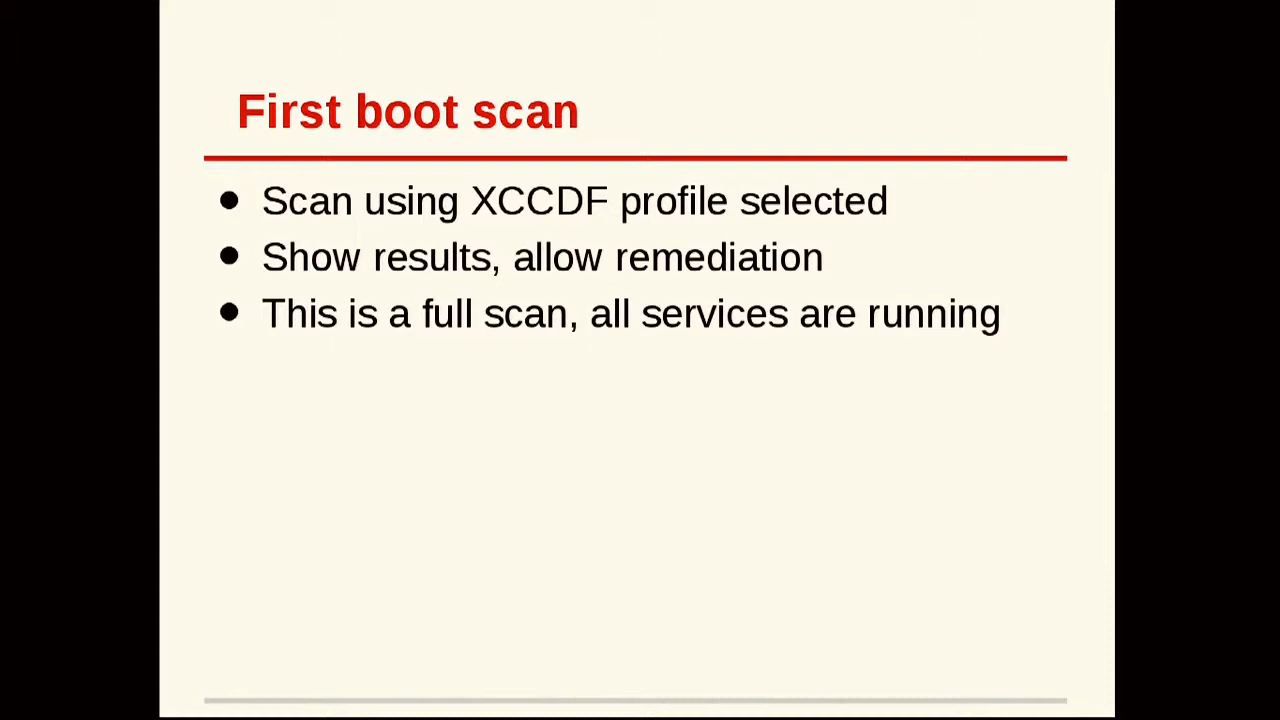 First boot scan
Scan using XCCDF profile selected
Show results, allow remediation
This is a full scan, all services are running